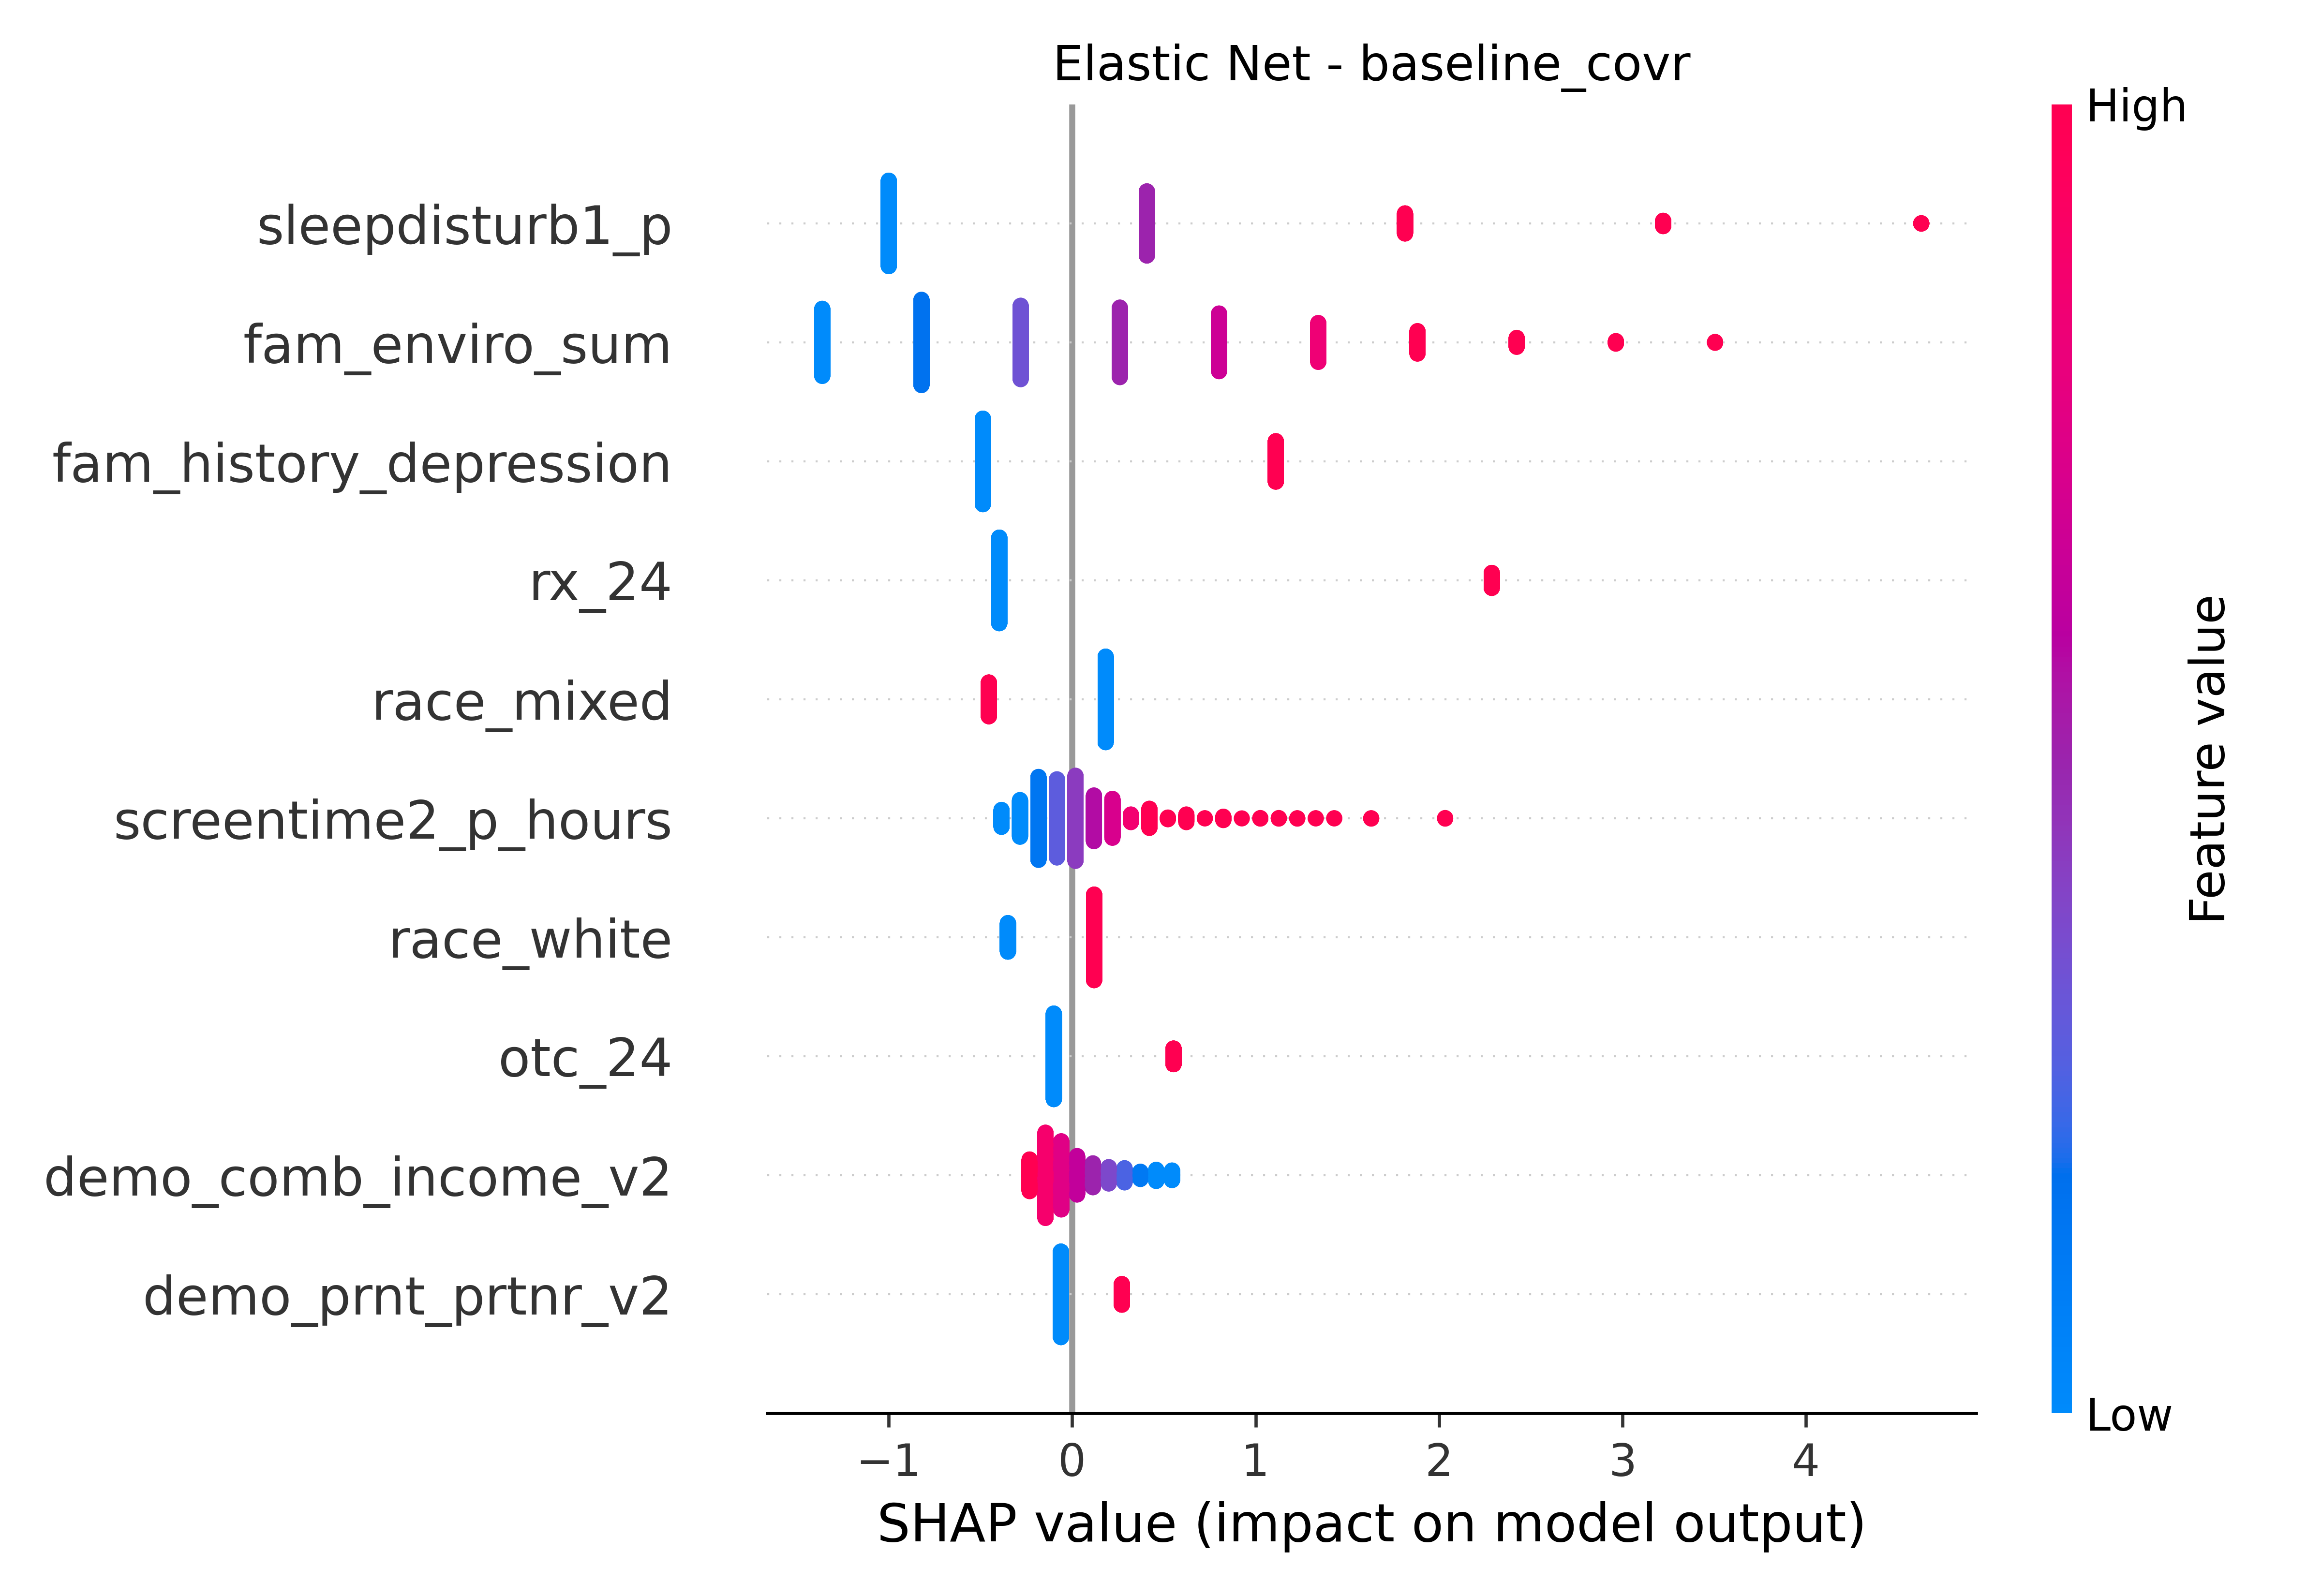 Elastic Net - baseline_covr
High
sleepdisturb1_p
fam_enviro_sum
fam_history_depression
rx_24
race_mixed
screentime2_p_hours
race_white
otc_24
demo_comb_income_v2
demo_prnt_prtnr_v2
Feature value
Low
−1 0 1 2 3 4
SHAP value (impact on model output)